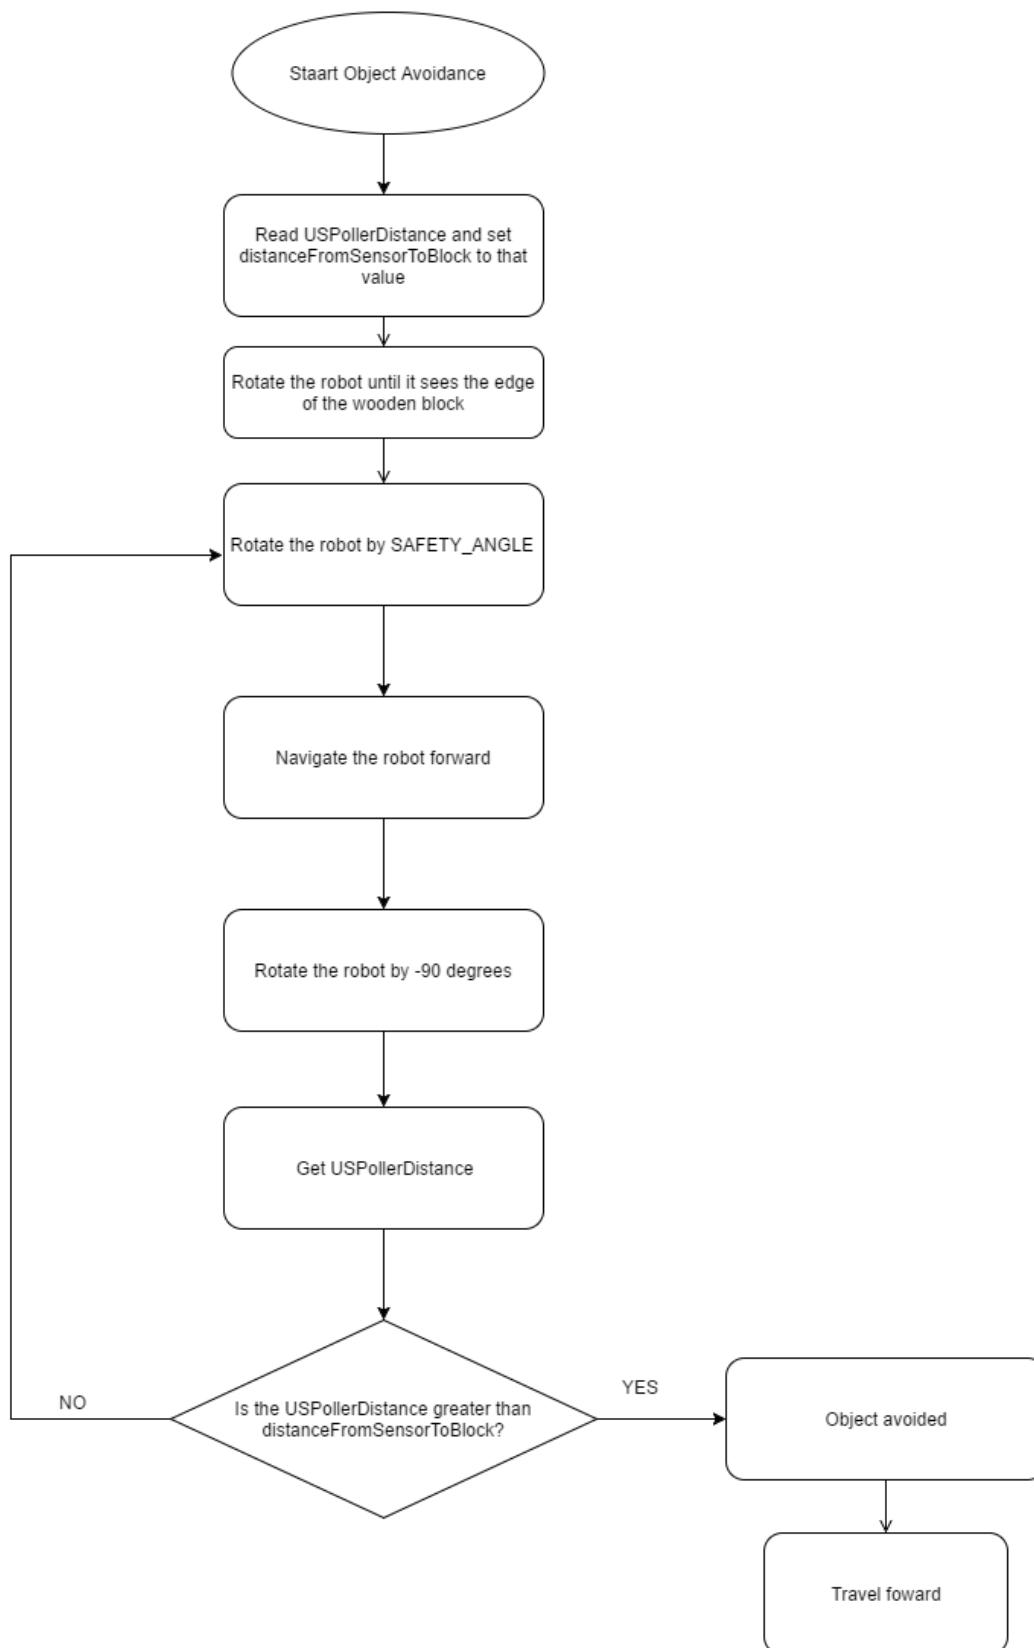 Staart Object Avoidance
Read USPollerDistance and set
distanceFromSensorToBlock to that
value
Rotate the robot until it sees the edge
of the wooden block
Rotate the robot by SAFETY_ANGLE
Navigate the robot forward
Rotate the robot by -90 degrees
Get USPollerDistance
Is the USPollerDistance greater than
distanceFromSensorToBlock?
NO
YES
Object avoided
Travel foward